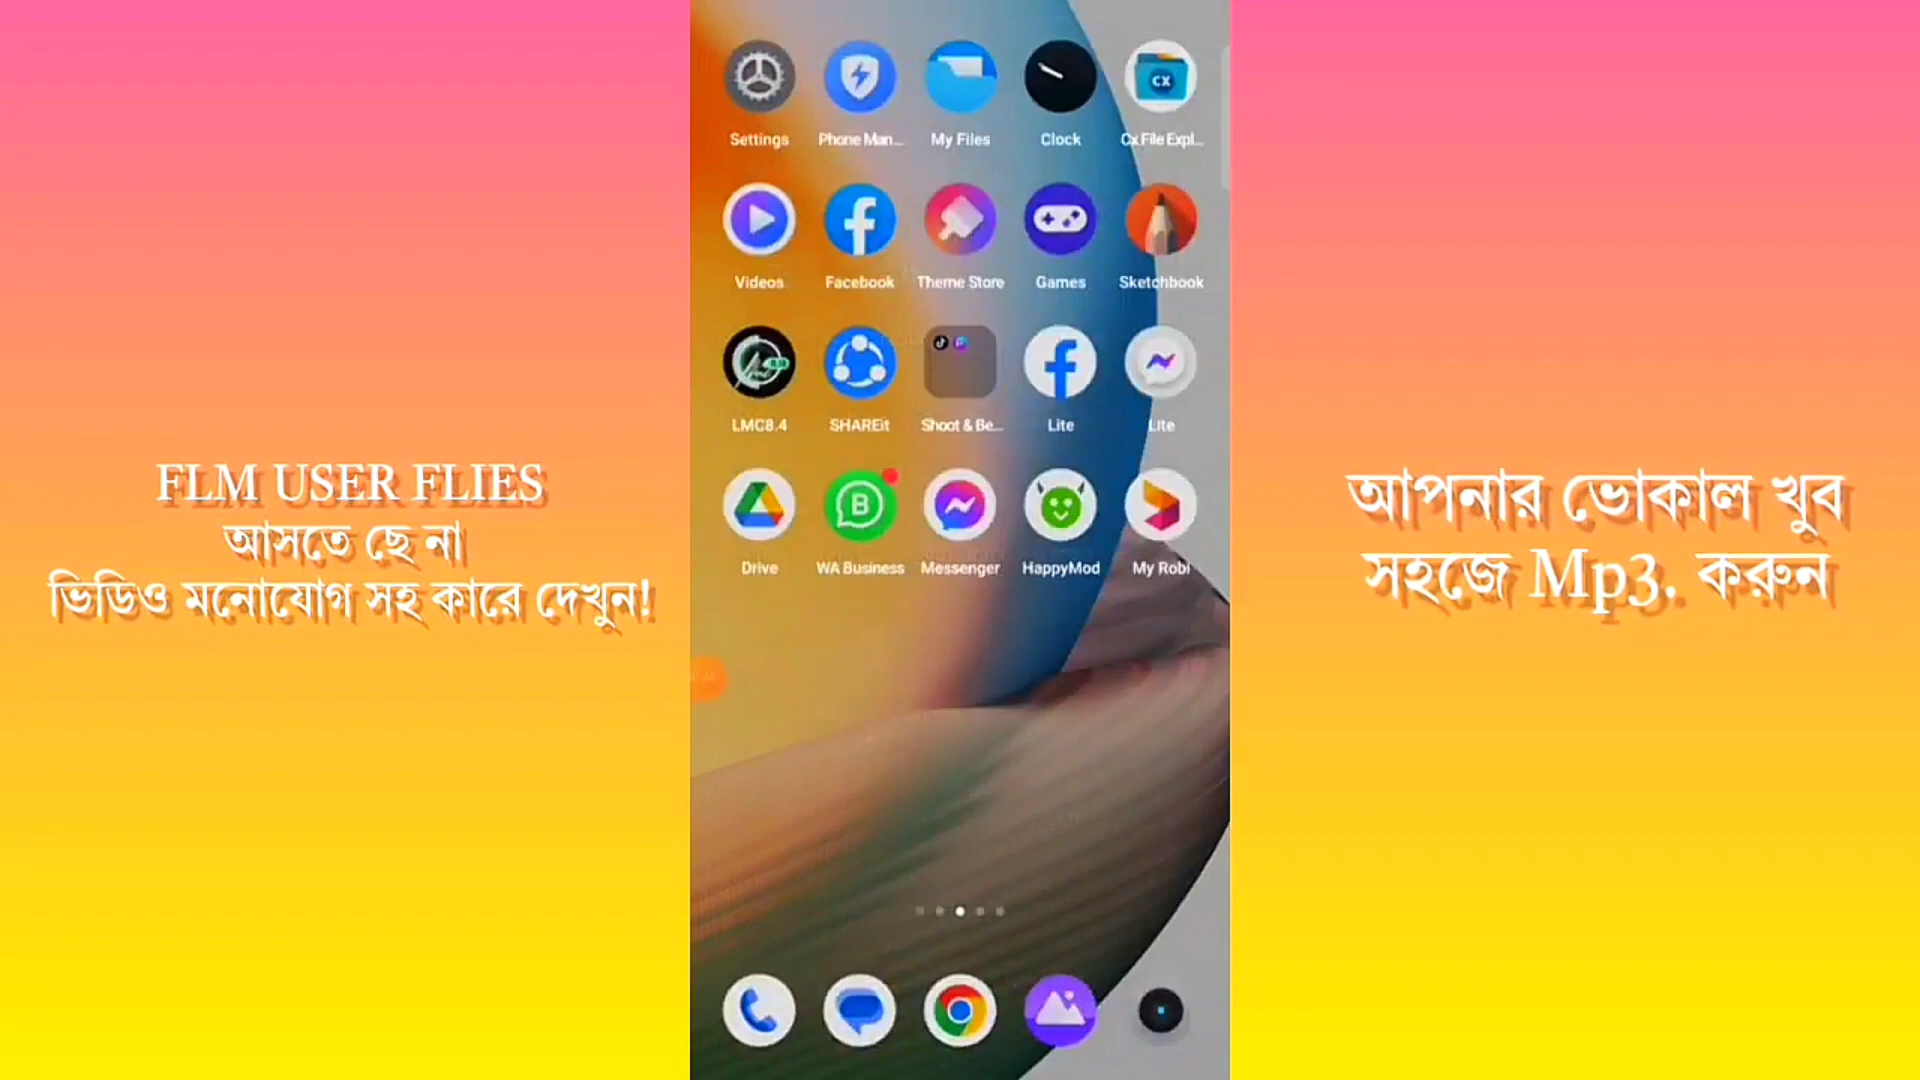 FLM USER FLIES
আসতে ছে না
ভিডিও মনোযোগ সহ কারে দেখুন!
Settings
Phone Man...
My Files
Clock
Cx File Expl...
CX
Videos
Facebook
Theme Store
Games
Sketchbook
LMC8.4
SHAREit
Shoot & Be...
Lite
Lite
Drive
WA Business
Messenger
HappyMod
My Robi
আপনার ভোকাল খুব
সহজে Mp3. করুন